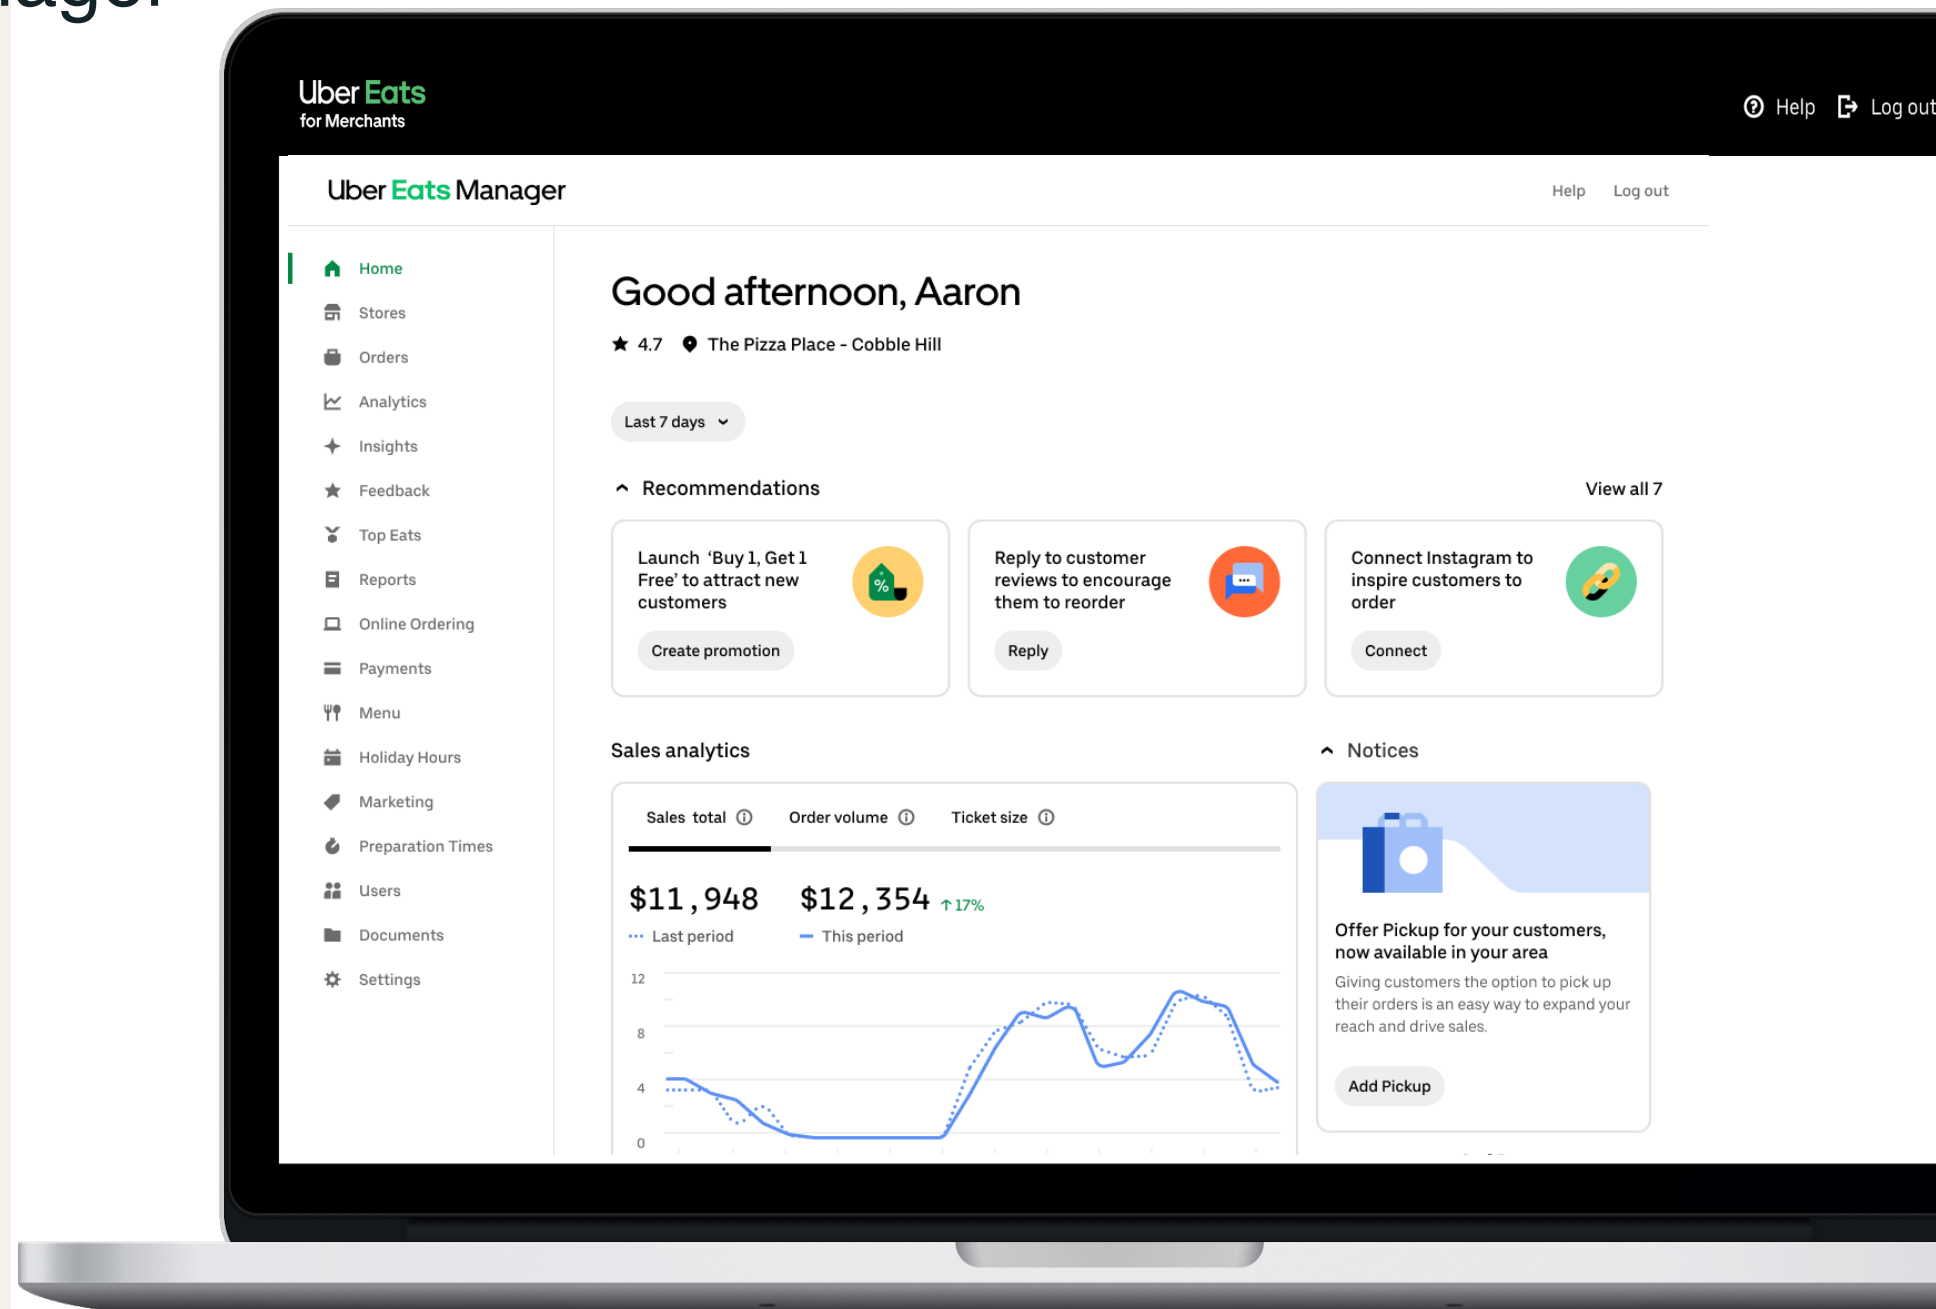 Uber Eats
for Merchants
Help Log out
Uber Eats Manager
Help Log out
Home
Stores
Orders
Analytics
Insights
Feedback
Top Eats
Reports
Online Ordering
Payments
Menu
Holiday Hours
Marketing
Preparation Times
Users
Documents
Settings
Good afternoon, Aaron
4.7 The Pizza Place - Cobble Hill
Last 7 days
Recommendations
View all 7
Launch ‘Buy 1, Get 1
Free’ to attract new
customers
Create promotion
Reply to customer
reviews to encourage
them to reorder
Reply
Connect Instagram to
inspire customers to
order
Connect
Sales analytics
Sales total Order volume Ticket size
$11,948 $12,354 ↑17%
Last period This period
12
8
4
0
Notices
Offer Pickup for your customers,
now available in your area
Giving customers the option to pick up
their orders is an easy way to expand your
reach and drive sales.
Add Pickup